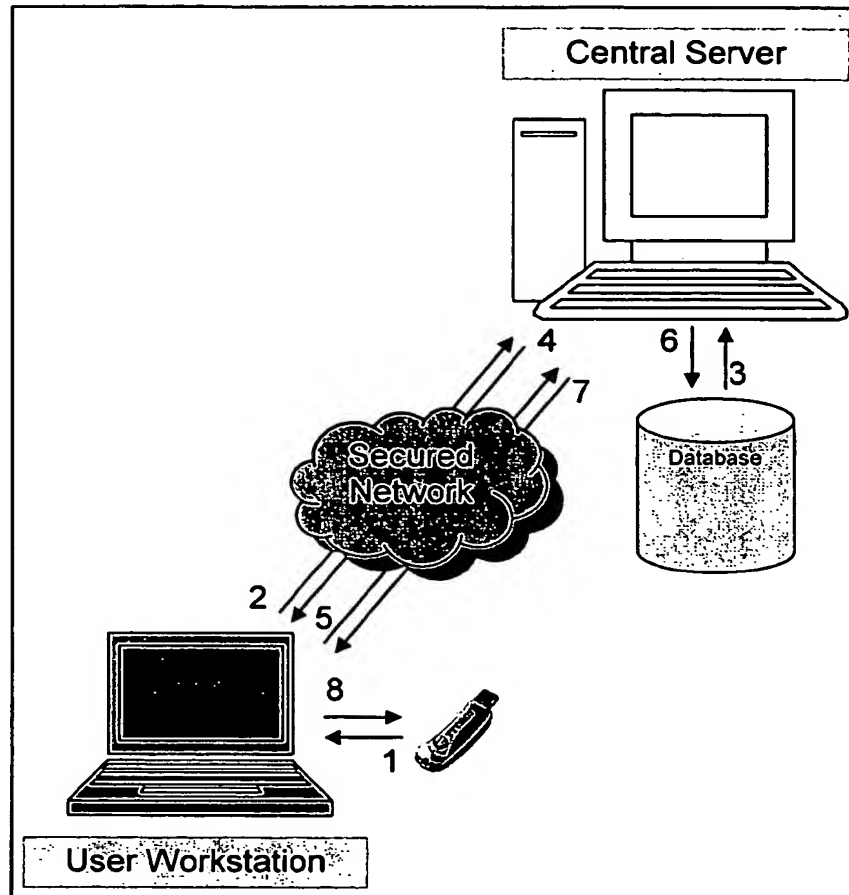 Central Server
4
6
7
3
Secured
Network
Database
2
5
8
1
User Workstation